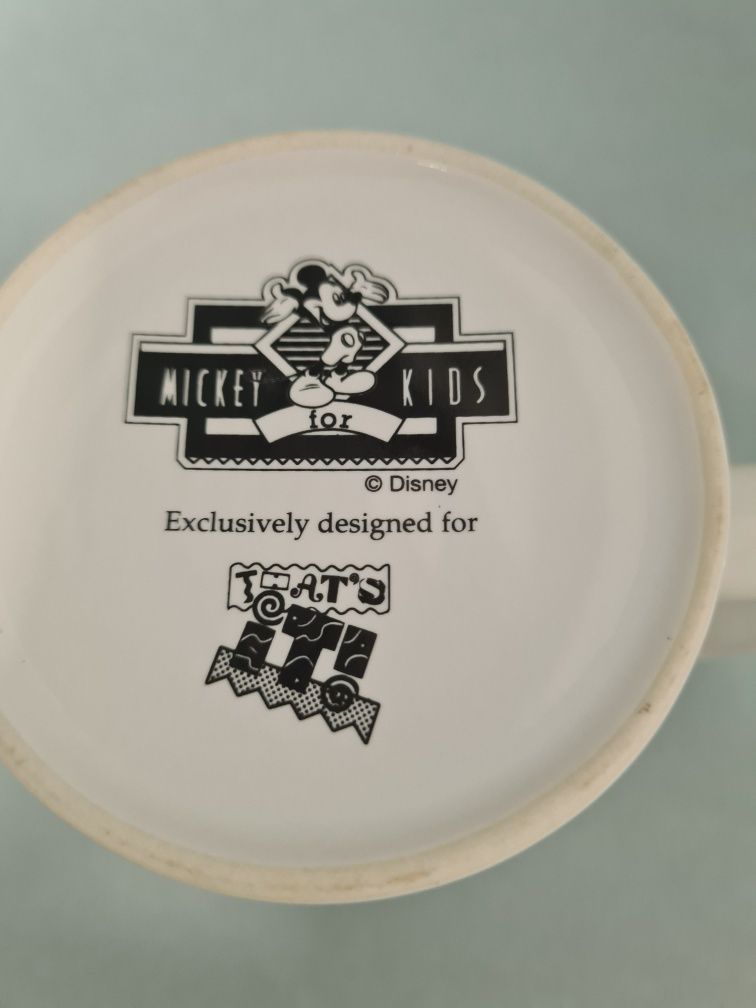 MICKEY for KIDS
© Disney
Exclusively designed for
THAT'S
IT!